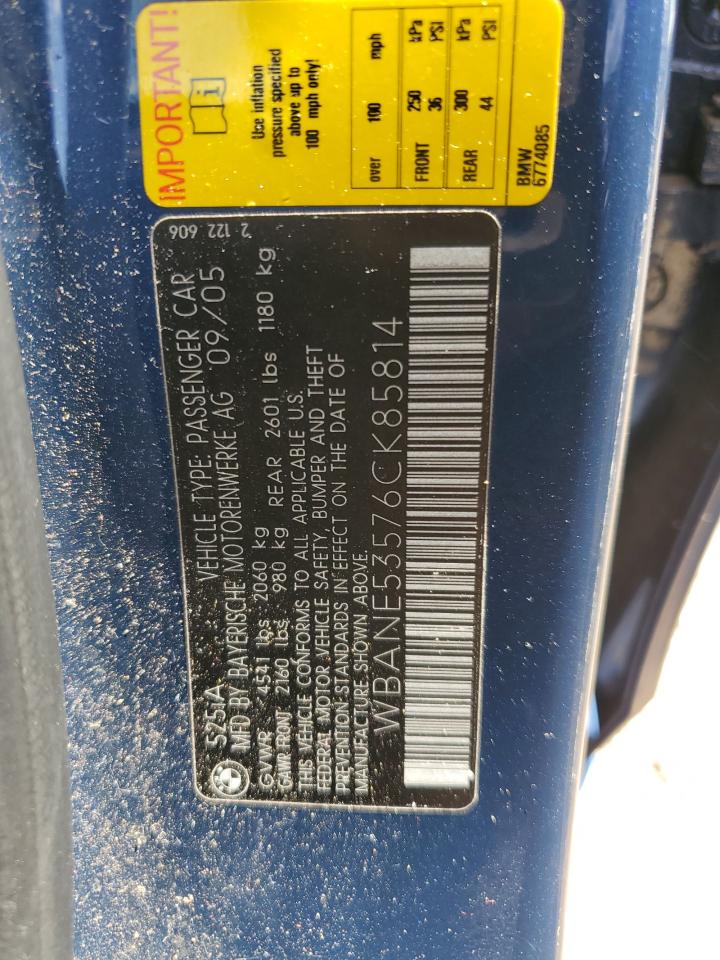 IMPORTANT!
i
Use inflation
pressure specified
above up to
100 mph only!
over 100 mph
FRONT 250 kPa
36 PSI
REAR 300 kPa
44 PSI
BMW
6774085
2 122 606
525iA VEHICLE TYPE: PASSENGER CAR
MFD BY BAYERISCHE MOTORENWERKE AG 09/05
GVWR 4541 lbs 2060 kg
GAWR FRONT 2160 lbs 980 kg REAR 2601 lbs 1180 kg
THIS VEHICLE CONFORMS TO ALL APPLICABLE U.S.
FEDERAL MOTOR VEHICLE SAFETY, BUMPER AND THEFT
PREVENTION STANDARDS IN EFFECT ON THE DATE OF
MANUFACTURE SHOWN ABOVE.
WBANE53576CK85814